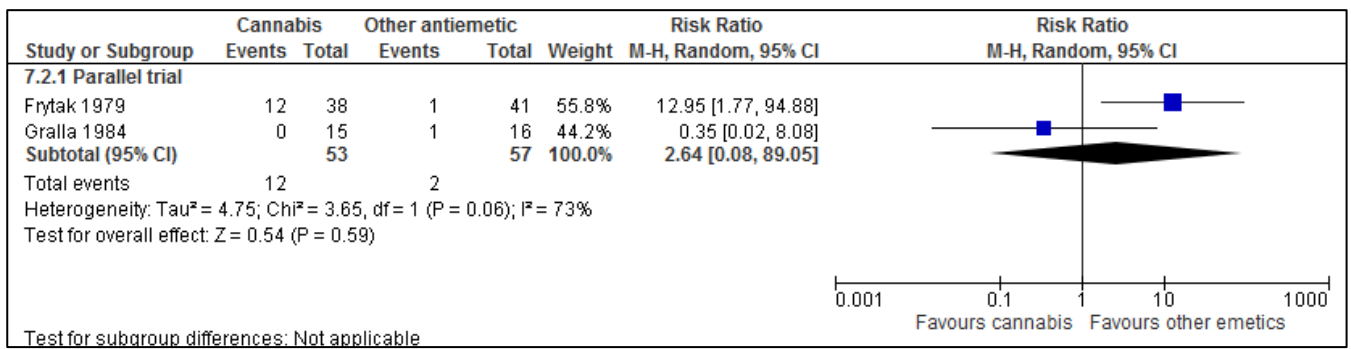 Cannabis Other antiemetic Risk Ratio Risk Ratio
Study or Subgroup Events Total Events Total Weight M-H, Random, 95% CI M-H, Random, 95% CI
7.2.1 Parallel trial
Frytak 1979 12 38 1 41 55.8% 12.95 [1.77, 94.88]
Gralla 1984 0 15 1 16 44.2% 0.35 [0.02, 8.08]
Subtotal (95% CI) 53 57 100.0% 2.64 [0.08, 89.05]
Total events 12 2
Heterogeneity: Tau² = 4.75; Chi² = 3.65, df = 1 (P = 0.06); I² = 73%
Test for overall effect: Z = 0.54 (P = 0.59)
0.001 0.1 1 10 1000
Favours cannabis Favours other emetics
Test for subgroup differences: Not applicable